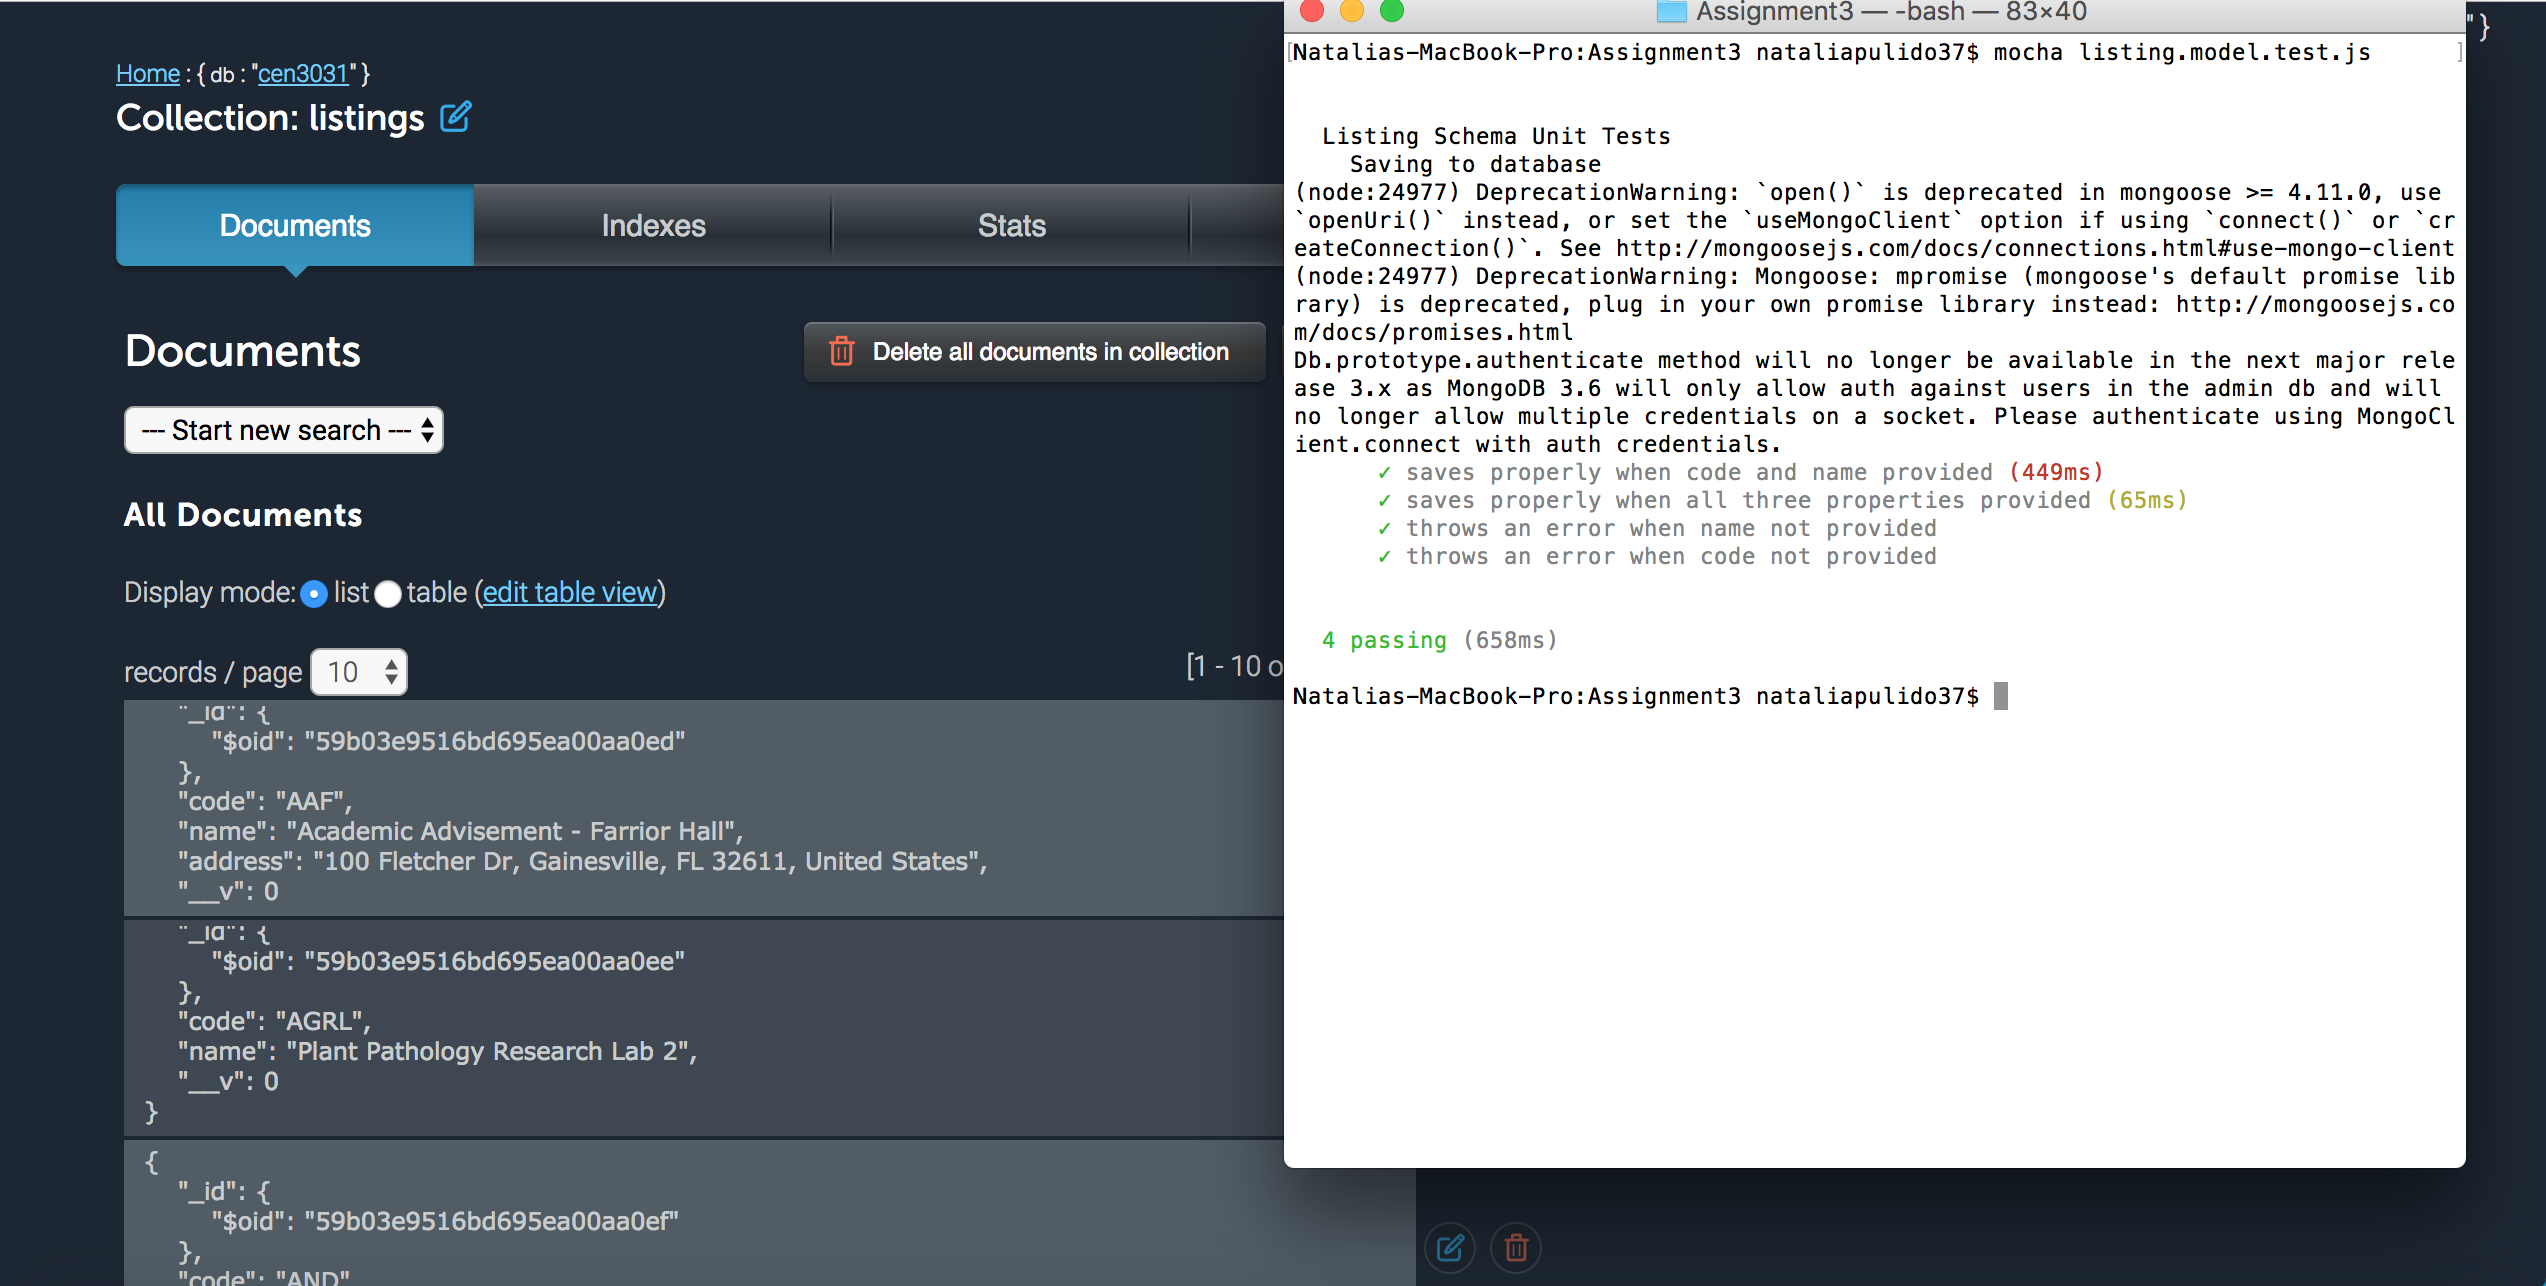 Home : { db : "cen3031" }
Collection: listings
Documents
Indexes
Stats
Documents
Delete all documents in collection
--- Start new search ---
All Documents
Display mode: list table (edit table view)
records / page 10
[1 - 10 o
"_id": {
"$oid": "59b03e9516bd695ea00aa0ed"
},
"code": "AAF",
"name": "Academic Advisement - Farrior Hall",
"address": "100 Fletcher Dr, Gainesville, FL 32611, United States",
"__v": 0
"_id": {
"$oid": "59b03e9516bd695ea00aa0ee"
},
"code": "AGRL",
"name": "Plant Pathology Research Lab 2",
"__v": 0
}
{
"_id": {
"$oid": "59b03e9516bd695ea00aa0ef"
},
"code": "AND"
Assignment3 — -bash — 83×40
"}
[Natalias-MacBook-Pro:Assignment3 nataliapulido37$ mocha listing.model.test.js ]
Listing Schema Unit Tests
Saving to database
(node:24977) DeprecationWarning: `open()` is deprecated in mongoose >= 4.11.0, use
`openUri()` instead, or set the `useMongoClient` option if using `connect()` or `cr
eateConnection()`. See http://mongoosejs.com/docs/connections.html#use-mongo-client
(node:24977) DeprecationWarning: Mongoose: mpromise (mongoose's default promise lib
rary) is deprecated, plug in your own promise library instead: http://mongoosejs.co
m/docs/promises.html
Db.prototype.authenticate method will no longer be available in the next major rele
ase 3.x as MongoDB 3.6 will only allow auth against users in the admin db and will
no longer allow multiple credentials on a socket. Please authenticate using MongoCl
ient.connect with auth credentials.
✓ saves properly when code and name provided (449ms)
✓ saves properly when all three properties provided (65ms)
✓ throws an error when name not provided
✓ throws an error when code not provided
4 passing (658ms)
Natalias-MacBook-Pro:Assignment3 nataliapulido37$